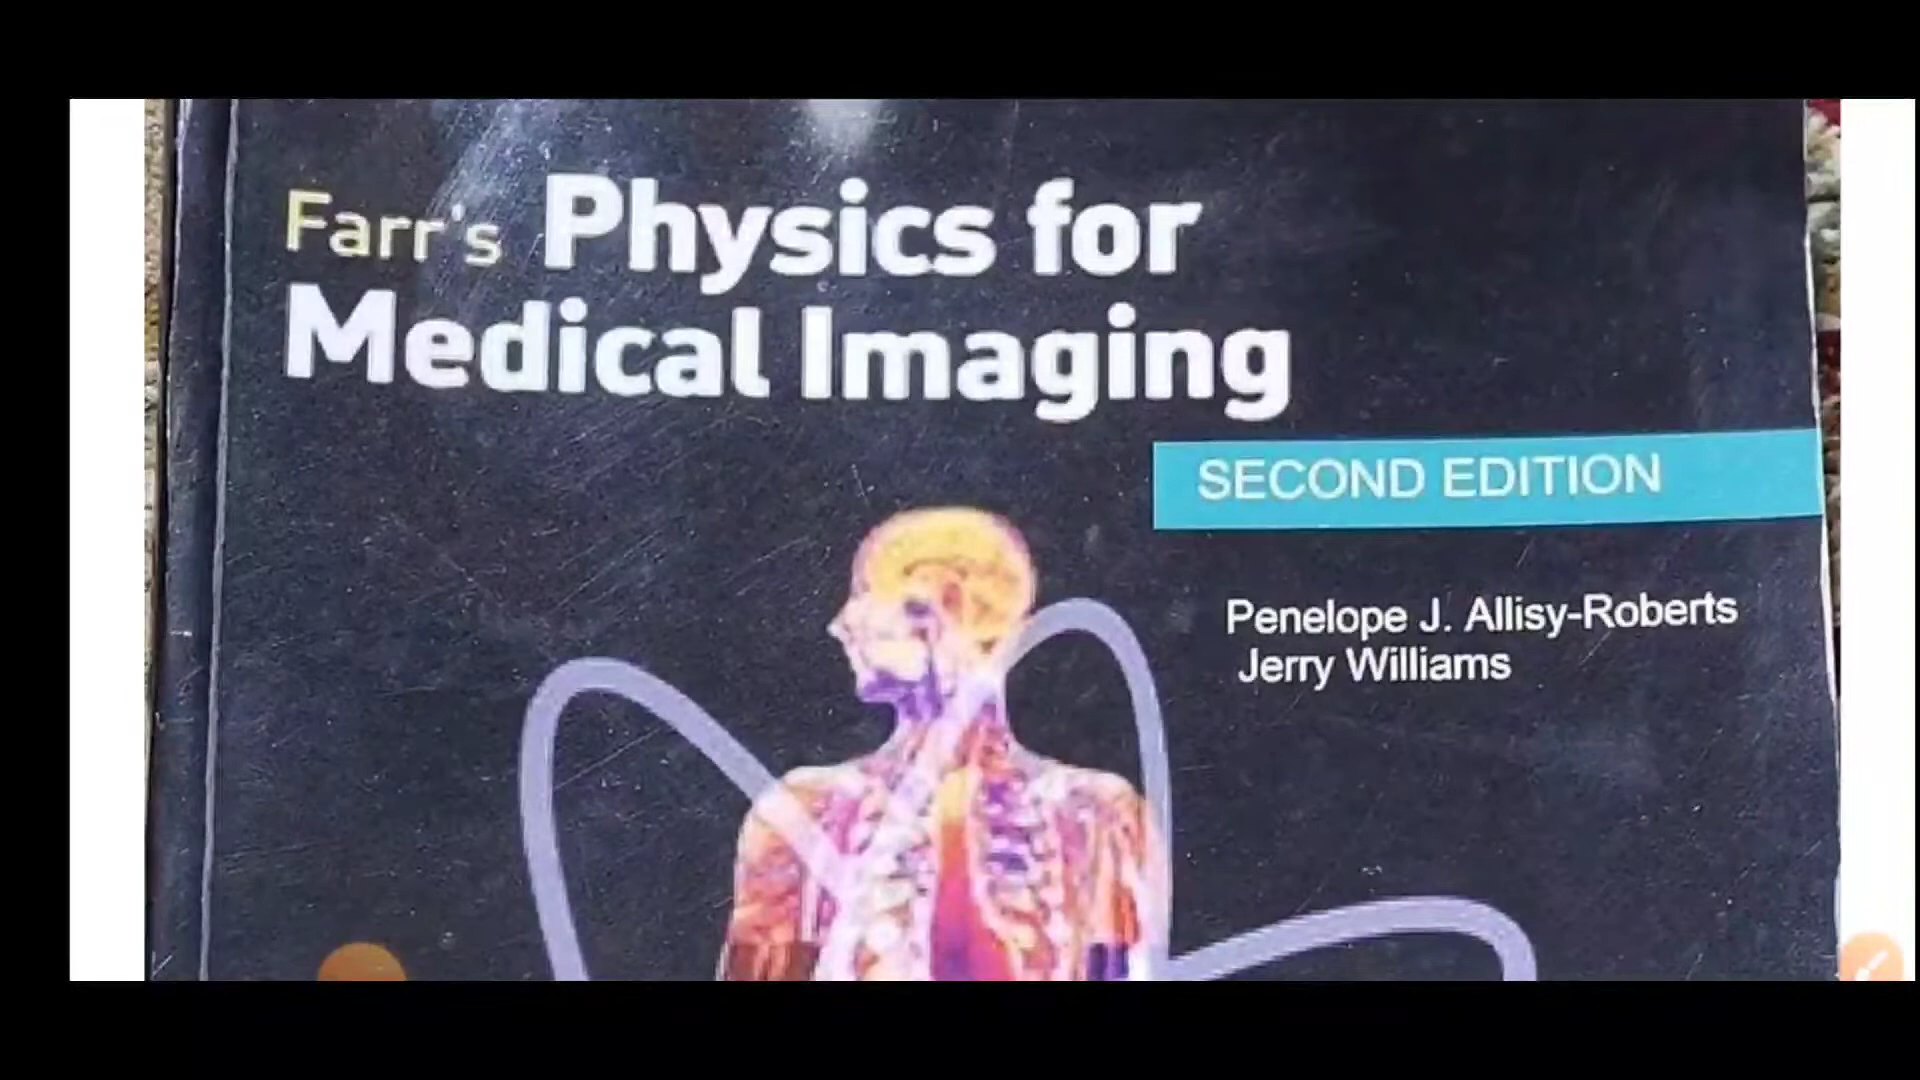 Farr's Physics for
Medical Imaging
SECOND EDITION
Penelope J. Allisy-Roberts
Jerry Williams